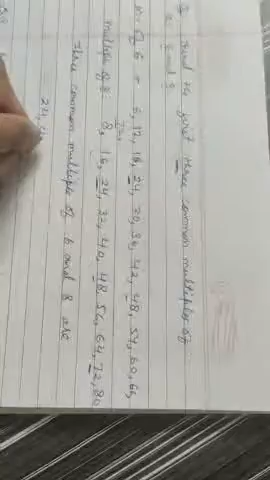 Find the first three common multiples of
a. 6 and 8
M. of 6 = 6, 12, 18, 24, 30, 36, 42, 48, 54, 60, 66,
72,
multiple of 8: 8, 16, 24, 32, 40, 48, 56, 64, 72, 80
Three common multiple of 6 and 8 are
24,